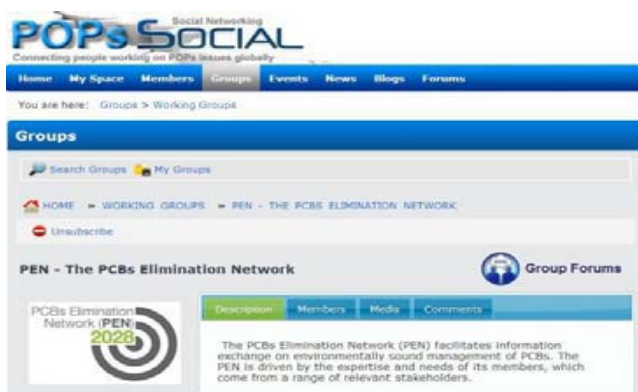 Social Networking
POPs SOCIAL
Connecting people working on POPs issues globally
Home My Space Members Groups Events News Blogs Forums
You are here: Groups > Working Groups
Groups
Search Groups My Groups
HOME WORKING GROUPS PEN - THE PCBS ELIMINATION NETWORK
Unsubscribe
PEN - The PCBs Elimination Network
Group Forums
PCBs Elimination
Network (PEN)
2028
Description Members Media Comments
The PCBs Elimination Network (PEN) facilitates information
exchange on environmentally sound management of PCBs. The
PEN is driven by the expertise and needs of its members, which
come from a range of relevant stakeholders.